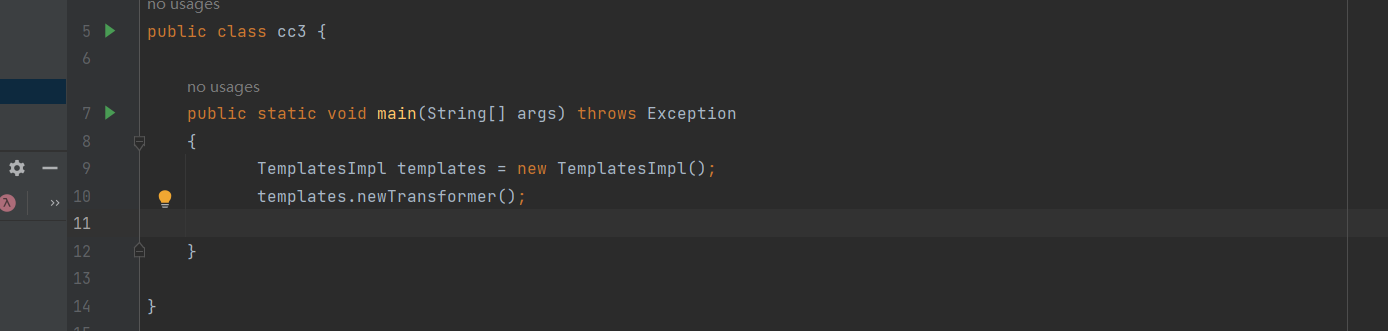 no usages
5 public class cc3 {
6
no usages
7 public static void main(String[] args) throws Exception
8 {
9 TemplatesImpl templates = new TemplatesImpl();
10 templates.newTransformer();
11
12 }
13
14 }